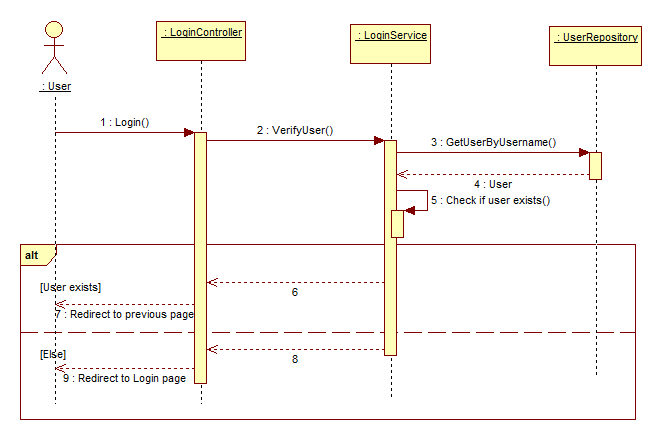 : LoginController
: LoginService
: UserRepository
: User
1 : Login()
2 : VerifyUser()
3 : GetUserByUsername()
4 : User
5 : Check if user exists()
alt
[User exists]
6
7 : Redirect to previous page
[Else]
8
9 : Redirect to Login page